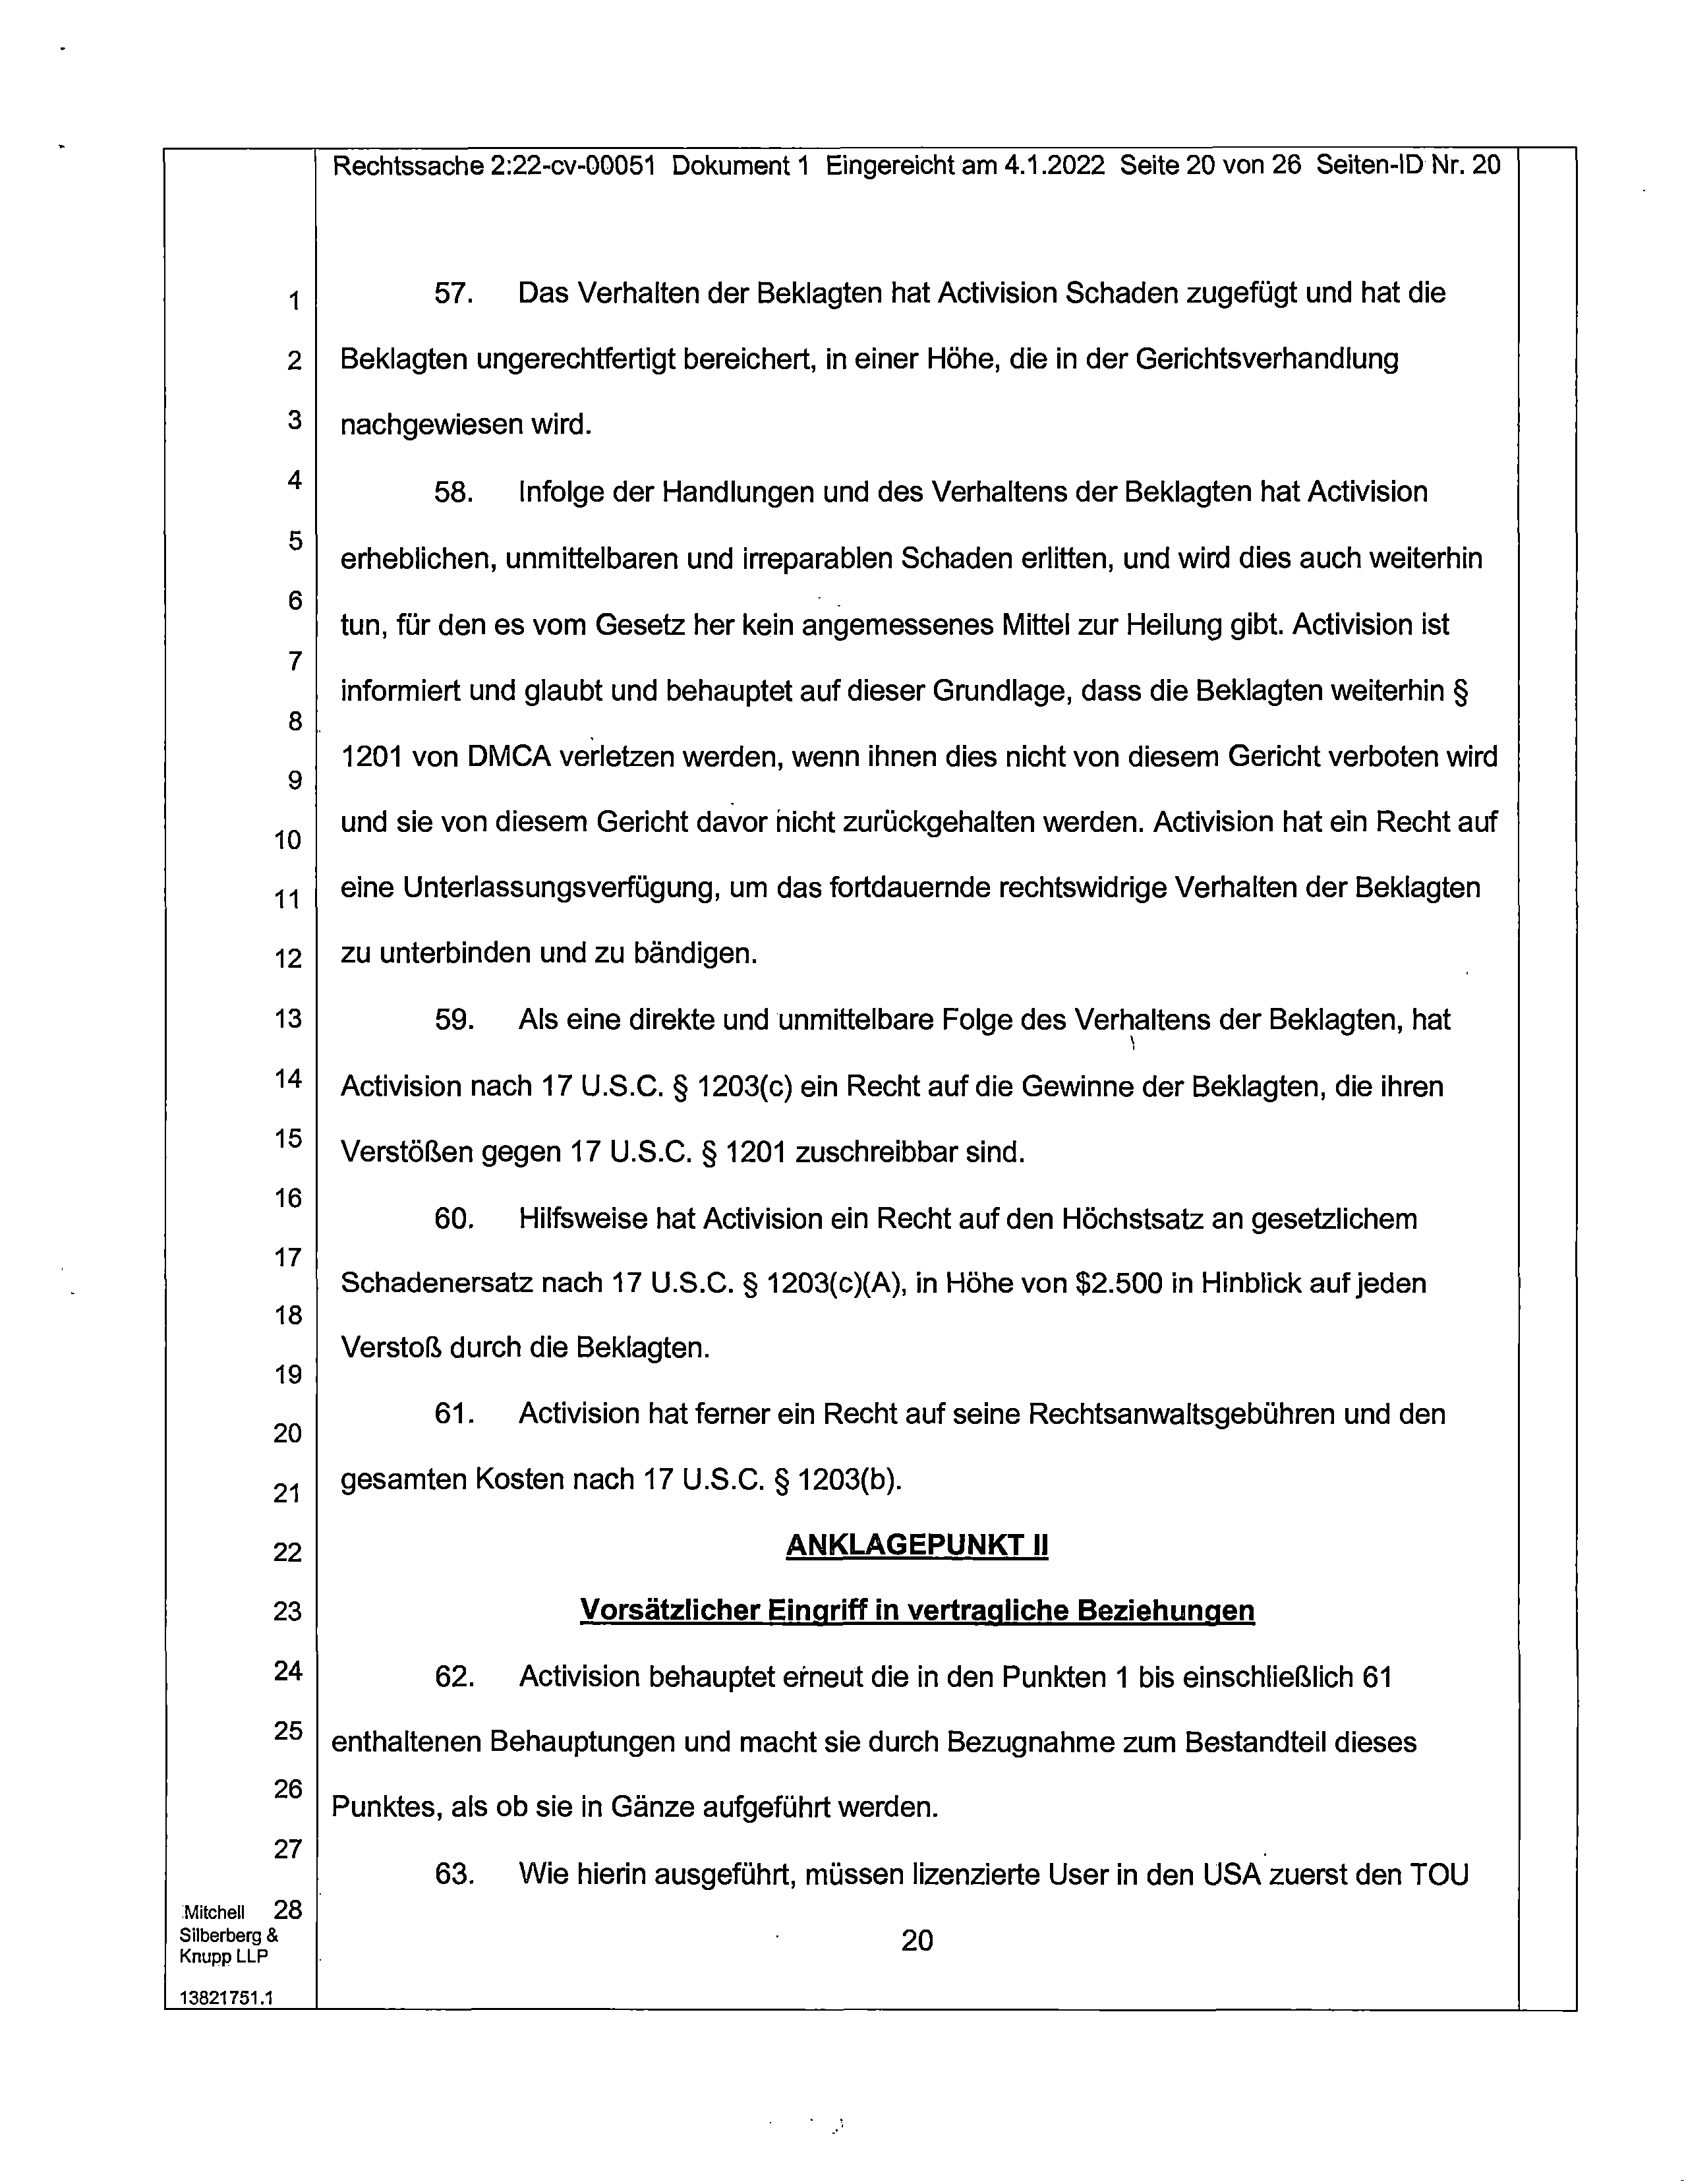 Rechtssache 2:22-cv-00051 Dokument 1 Eingereicht am 4.1.2022 Seite 20 von 26 Seiten-ID Nr. 20
1 57. Das Verhalten der Beklagten hat Activision Schaden zugefügt und hat die
2 Beklagten ungerechtfertigt bereichert, in einer Höhe, die in der Gerichtsverhandlung
3 nachgewiesen wird.
4 58. Infolge der Handlungen und des Verhaltens der Beklagten hat Activision
5 erheblichen, unmittelbaren und irreparablen Schaden erlitten, und wird dies auch weiterhin
6 tun, für den es vom Gesetz her kein angemessenes Mittel zur Heilung gibt. Activision ist
7 informiert und glaubt und behauptet auf dieser Grundlage, dass die Beklagten weiterhin §
8 1201 von DMCA verletzen werden, wenn ihnen dies nicht von diesem Gericht verboten wird
9
10 und sie von diesem Gericht davor nicht zurückgehalten werden. Activision hat ein Recht auf
11 eine Unterlassungsverfügung, um das fortdauernde rechtswidrige Verhalten der Beklagten
12 zu unterbinden und zu bändigen.
13 59. Als eine direkte und unmittelbare Folge des Verhaltens der Beklagten, hat
14 Activision nach 17 U.S.C. § 1203(c) ein Recht auf die Gewinne der Beklagten, die ihren
15 Verstößen gegen 17 U.S.C. § 1201 zuschreibbar sind.
16 60. Hilfsweise hat Activision ein Recht auf den Höchstsatz an gesetzlichem
17 Schadenersatz nach 17 U.S.C. § 1203(c)(A), in Höhe von $2.500 in Hinblick auf jeden
18 Verstoß durch die Beklagten.
19
20 61. Activision hat ferner ein Recht auf seine Rechtsanwaltsgebühren und den
21 gesamten Kosten nach 17 U.S.C. § 1203(b).
22 ANKLAGEPUNKT II
23 Vorsätzlicher Eingriff in vertragliche Beziehungen
24 62. Activision behauptet erneut die in den Punkten 1 bis einschließlich 61
25 enthaltenen Behauptungen und macht sie durch Bezugnahme zum Bestandteil dieses
26 Punktes, als ob sie in Gänze aufgeführt werden.
27 63. Wie hierin ausgeführt, müssen lizenzierte User in den USA zuerst den TOU
Mitchell 28
Silberberg &
Knupp LLP
20
13821751.1